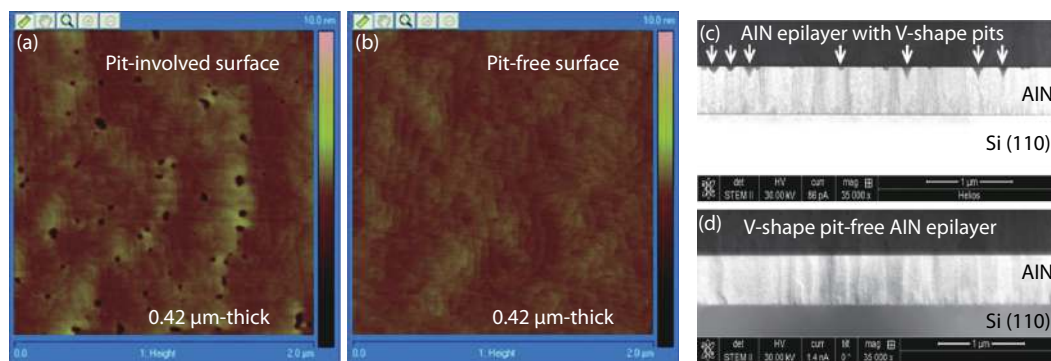 10.0 nm
(a)
Pit-involved surface
0.42 μm-thick
0.0
1: Height
2.0 μm
10.0 nm
(b)
Pit-free surface
0.42 μm-thick
0.0
1: Height
2.0 μm
(c) AlN epilayer with V-shape pits
AlN
Si (110)
det HV curr mag
STEM II 30.00 kV 86 pA 35 000 x
1 μm
Helios
(d) V-shape pit-free AlN epilayer
AlN
Si (110)
det HV curr tilt mag
STEM II 30.00 kV 1.4 nA 0 ° 35 000 x
1 μm